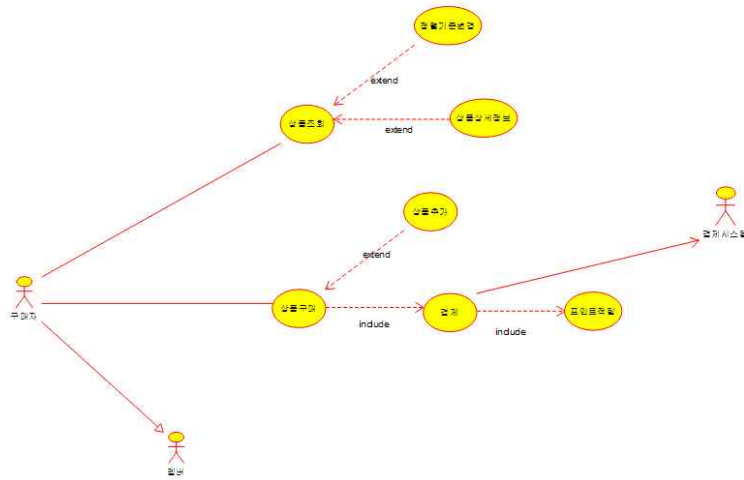 정렬기준변경
extend
상품조회
상품상세정보
extend
상품추가
결제시스템
extend
구매자
상품구매
include
결제
include
포인트적립
멤버